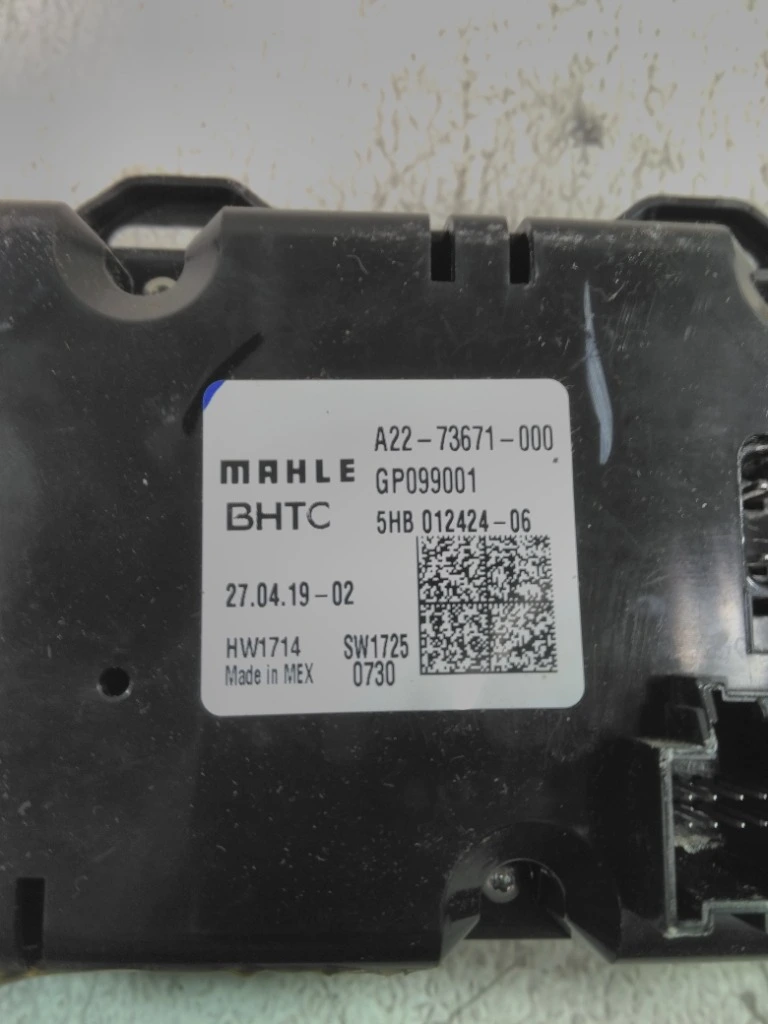 A22-73671-000
MAHLE GP099001
BHTC 5HB 012424-06
27.04.19-02
HW1714 SW1725
Made in MEX 0730